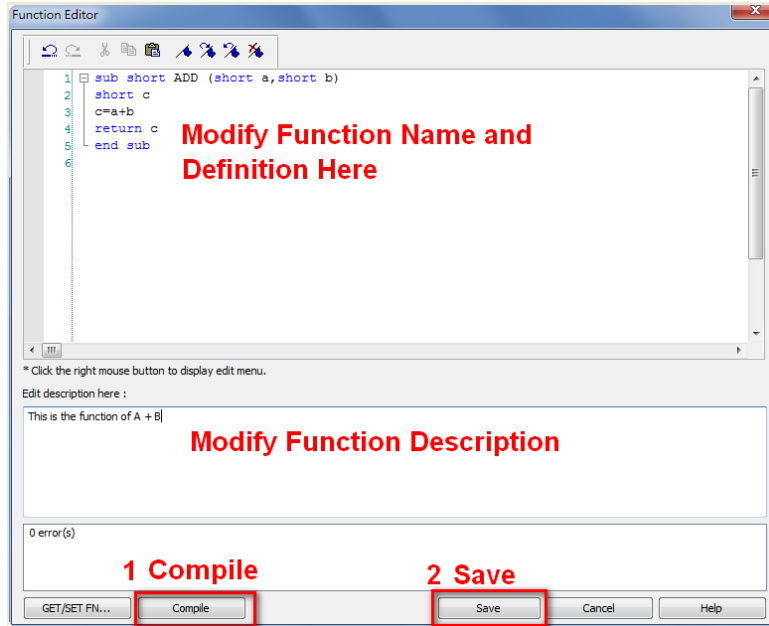 Function Editor
1 sub short ADD (short a,short b)
2 short c
3 c=a+b
4 return c
5 end sub
6
Modify Function Name and
Definition Here
* Click the right mouse button to display edit menu.
Edit description here :
This is the function of A + B
Modify Function Description
0 error(s)
1 Compile
2 Save
GET/SET FN... Compile Save Cancel Help